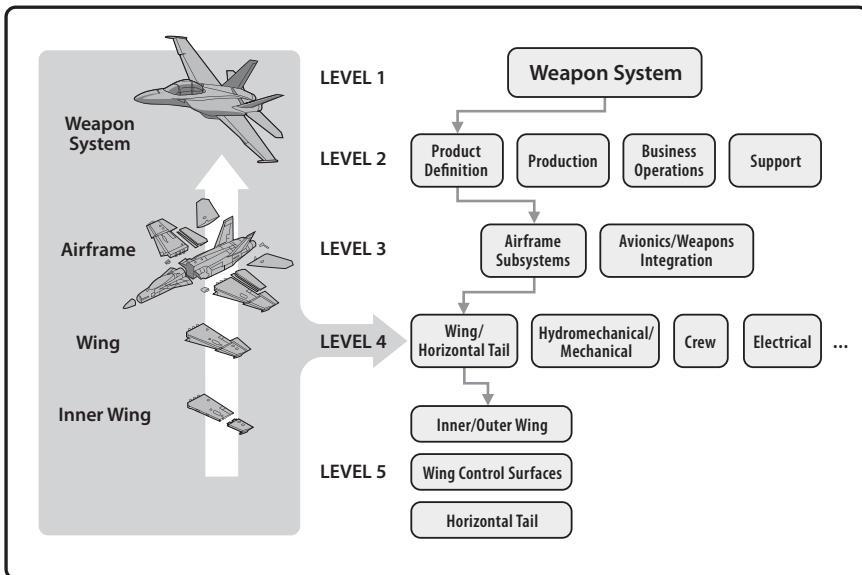 Weapon
System
Airframe
Wing
Inner Wing
LEVEL 1
Weapon System
LEVEL 2
Product
Definition
Production
Business
Operations
Support
LEVEL 3
Airframe
Subsystems
Avionics/Weapons
Integration
LEVEL 4
Wing/
Horizontal Tail
Hydromechanical/
Mechanical
Crew
Electrical
...
LEVEL 5
Inner/Outer Wing
Wing Control Surfaces
Horizontal Tail